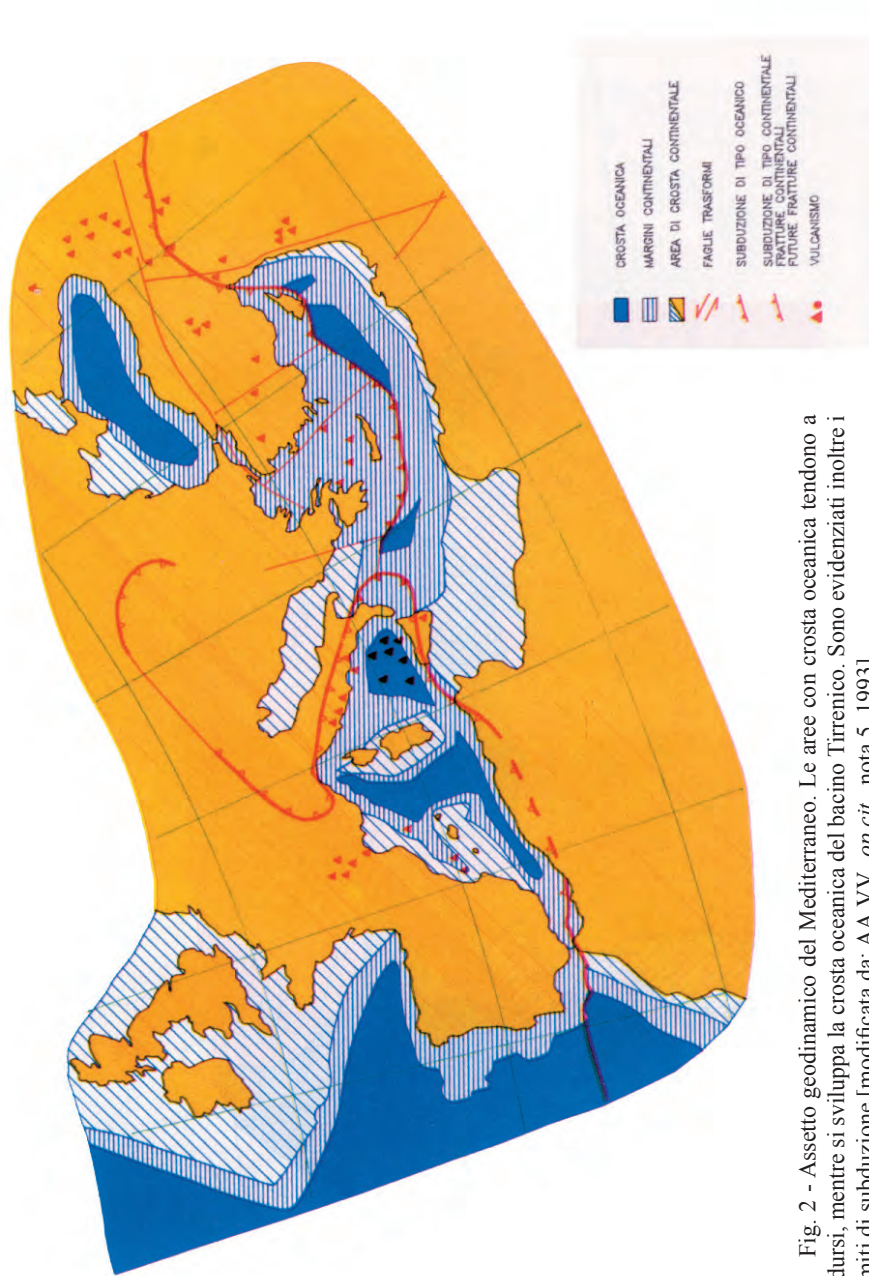 CROSTA OCEANICA
MARGINI CONTINENTALI
AREA DI CROSTA CONTINENTALE
FAGLIE TRASFORMI
SUBDUZIONE DI TIPO OCEANICO
SUBDUZIONE DI TIPO CONTINENTALE
FRATTURE CONTINENTALI
FUTURE FRATTURE CONTINENTALI
VULCANISMO
Fig. 2 - Assetto geodinamico del Mediterraneo. Le aree con crosta oceanica tendono a
dursi, mentre si sviluppa la crosta oceanica del bacino Tirrenico. Sono evidenziati inoltre i
miti di subduzione [modificata da: AA.VV., op.cit., nota 5, 1993]